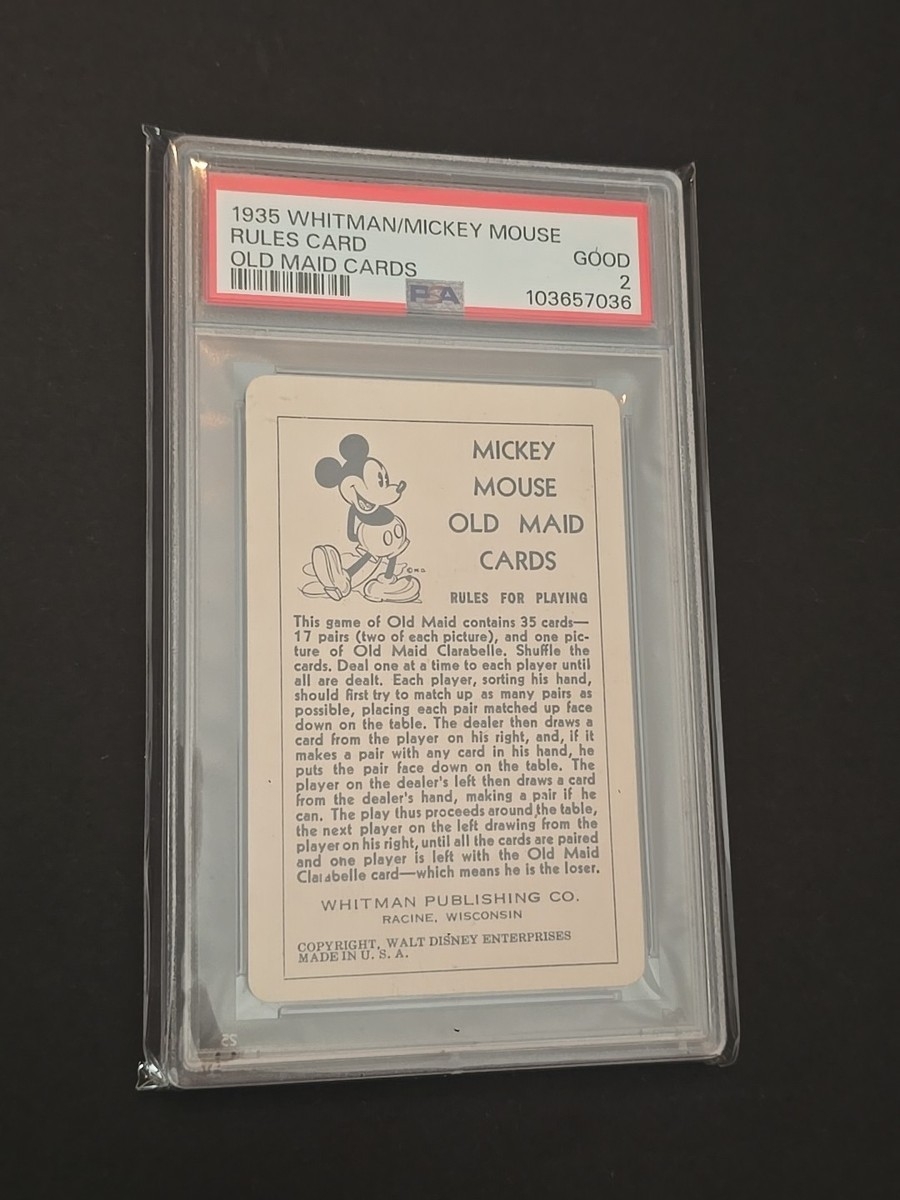 1935 WHITMAN/MICKEY MOUSE
RULES CARD
GOOD
OLD MAID CARDS
2
PSA
103657036
MICKEY
MOUSE
OLD MAID
CARDS
RULES FOR PLAYING
This game of Old Maid contains 35 cards—
17 pairs (two of each picture), and one pic-
ture of Old Maid Clarabelle. Shuffle the
cards. Deal one at a time to each player until
all are dealt. Each player, sorting his hand,
should first try to match up as many pairs as
possible, placing each pair matched up face
down on the table. The dealer then draws a
card from the player on his right, and, if it
makes a pair with any card in his hand, he
puts the pair face down on the table. The
player on the dealer's left then draws a card
from the dealer's hand, making a pair if he
can. The play thus proceeds around the table,
the next player on the left drawing from the
player on his right, until all the cards are paired
and one player is left with the Old Maid
Clarabelle card—which means he is the loser.
WHITMAN PUBLISHING CO.
RACINE, WISCONSIN
COPYRIGHT, WALT DISNEY ENTERPRISES
MADE IN U. S. A.